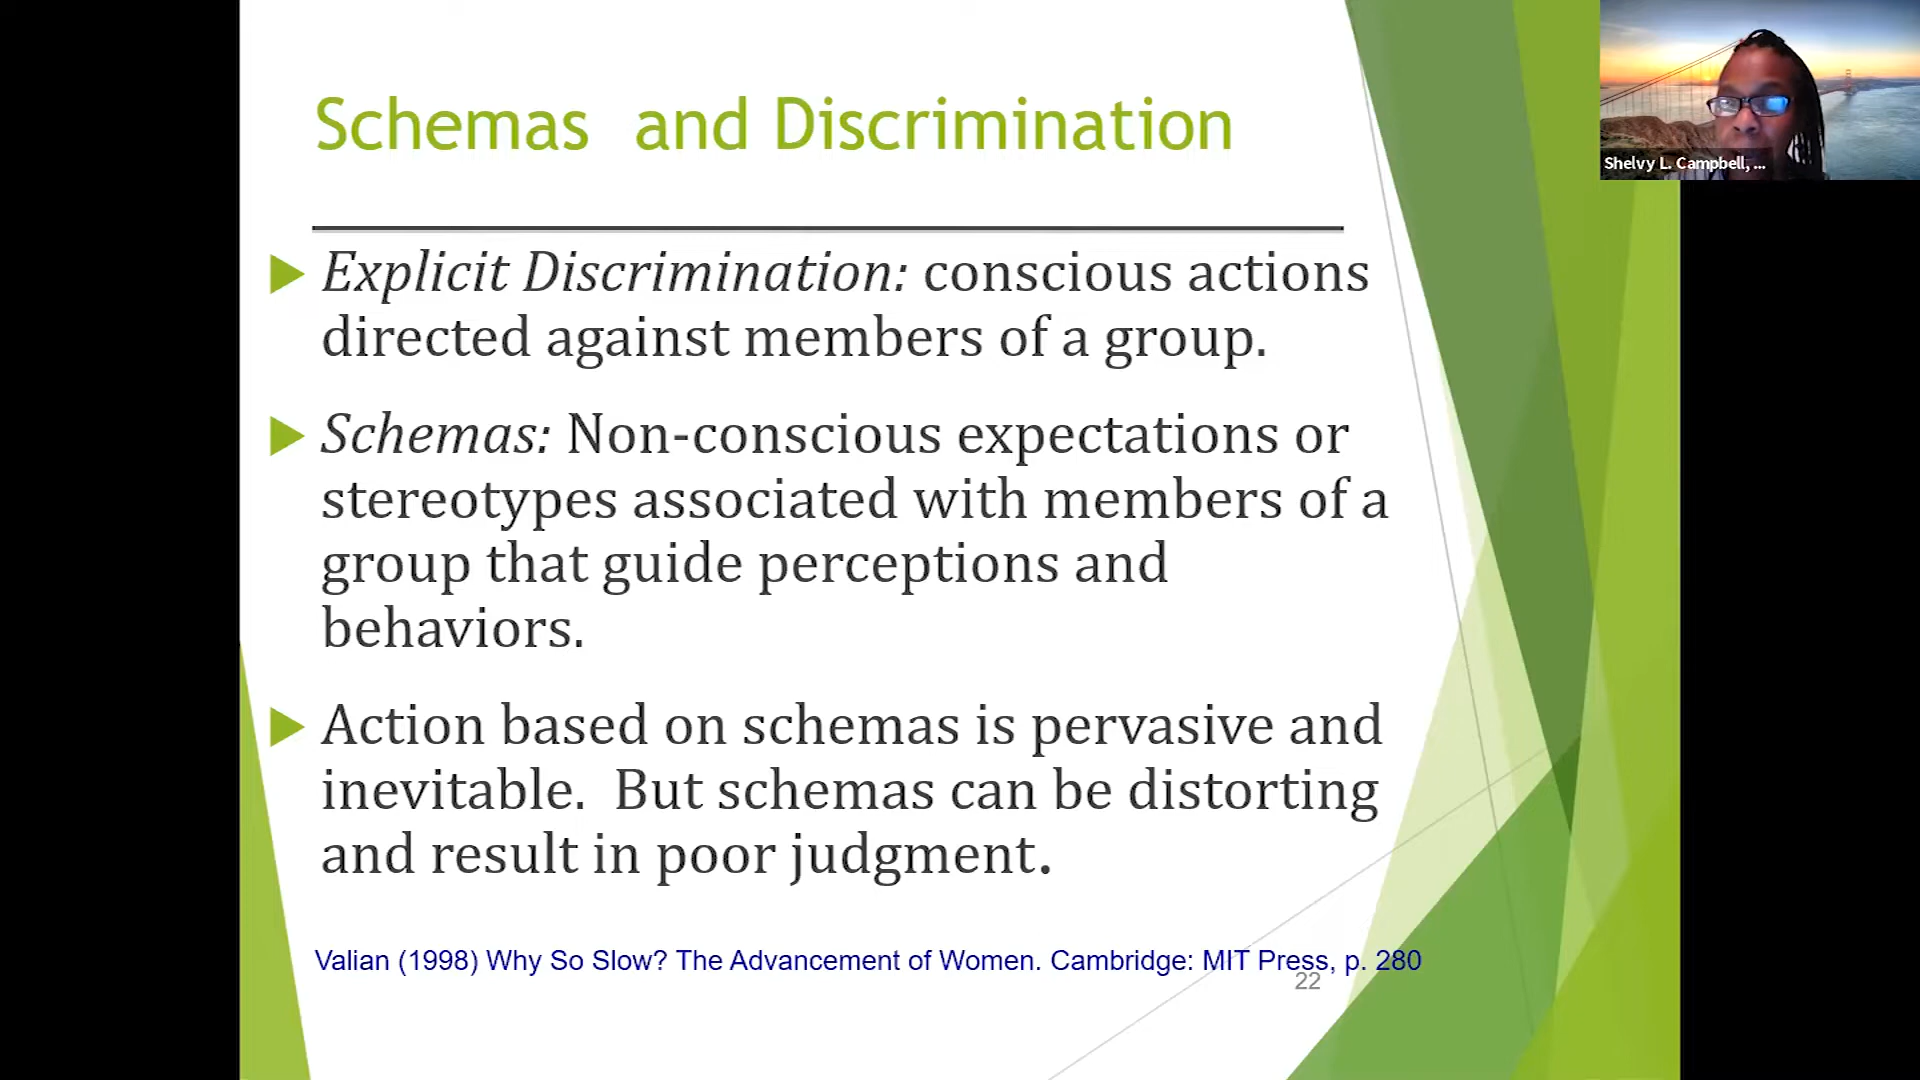 Schemas and Discrimination
Shelvy L. Campbell, ...
Explicit Discrimination: conscious actions
directed against members of a group.
Schemas: Non-conscious expectations or
stereotypes associated with members of a
group that guide perceptions and
behaviors.
Action based on schemas is pervasive and
inevitable. But schemas can be distorting
and result in poor judgment.
Valian (1998) Why So Slow? The Advancement of Women. Cambridge: MIT Press, p. 280
22